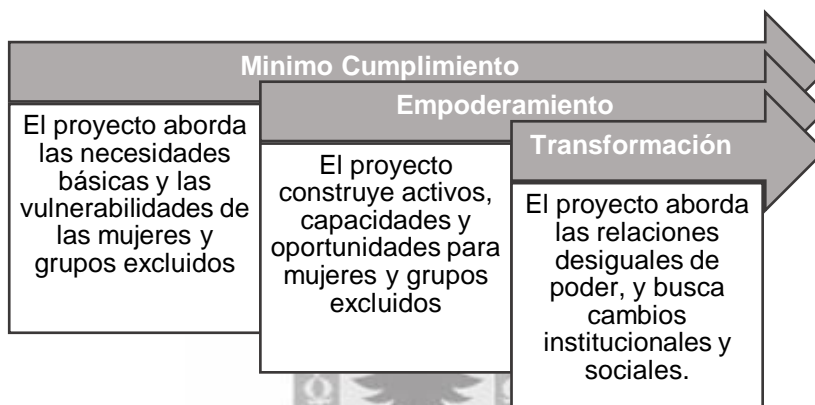 Minimo Cumplimiento
El proyecto aborda
las necesidades
básicas y las
vulnerabilidades de
las mujeres y
grupos excluidos
Empoderamiento
El proyecto
construye activos,
capacidades y
oportunidades para
mujeres y grupos
excluidos
Transformación
El proyecto aborda
las relaciones
desiguales de
poder, y busca
cambios
institucionales y
sociales.